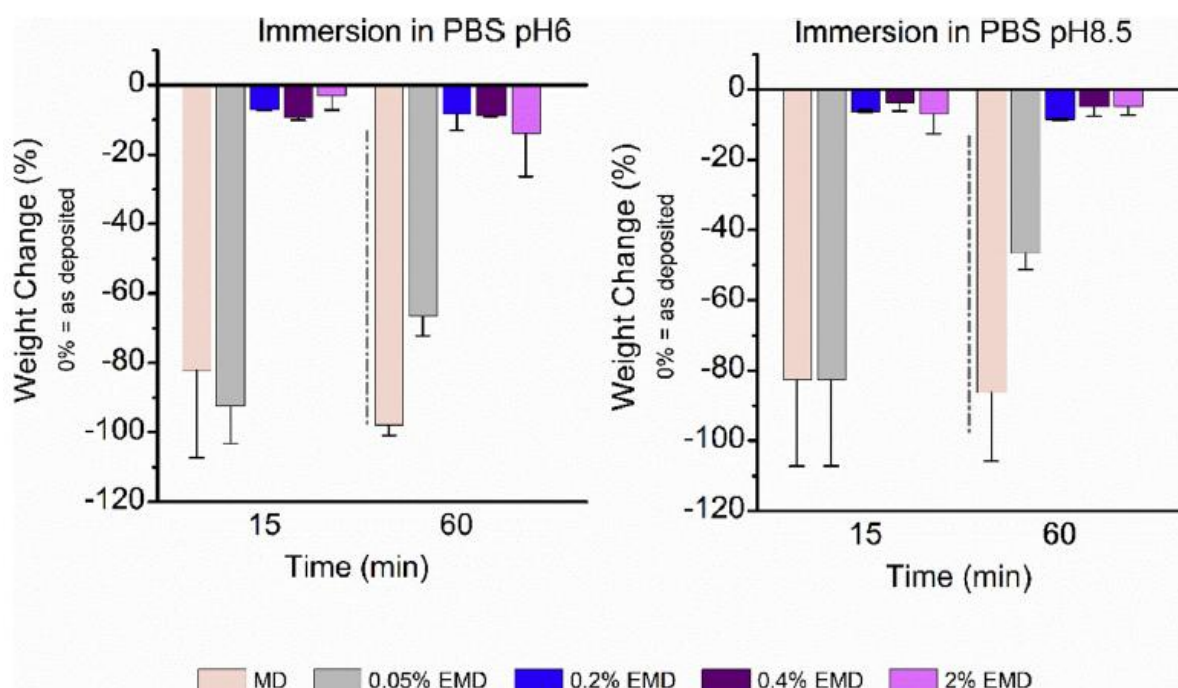 Immersion in PBS pH6
Weight Change (%)
0% = as deposited
0
-20
-40
-60
-80
-100
-120
15 60
Time (min)
Immersion in PBS pH8.5
Weight Change (%)
0% = as deposited
0
-20
-40
-60
-80
-100
-120
15 60
Time (min)
MD 0.05% EMD 0.2% EMD 0.4% EMD 2% EMD